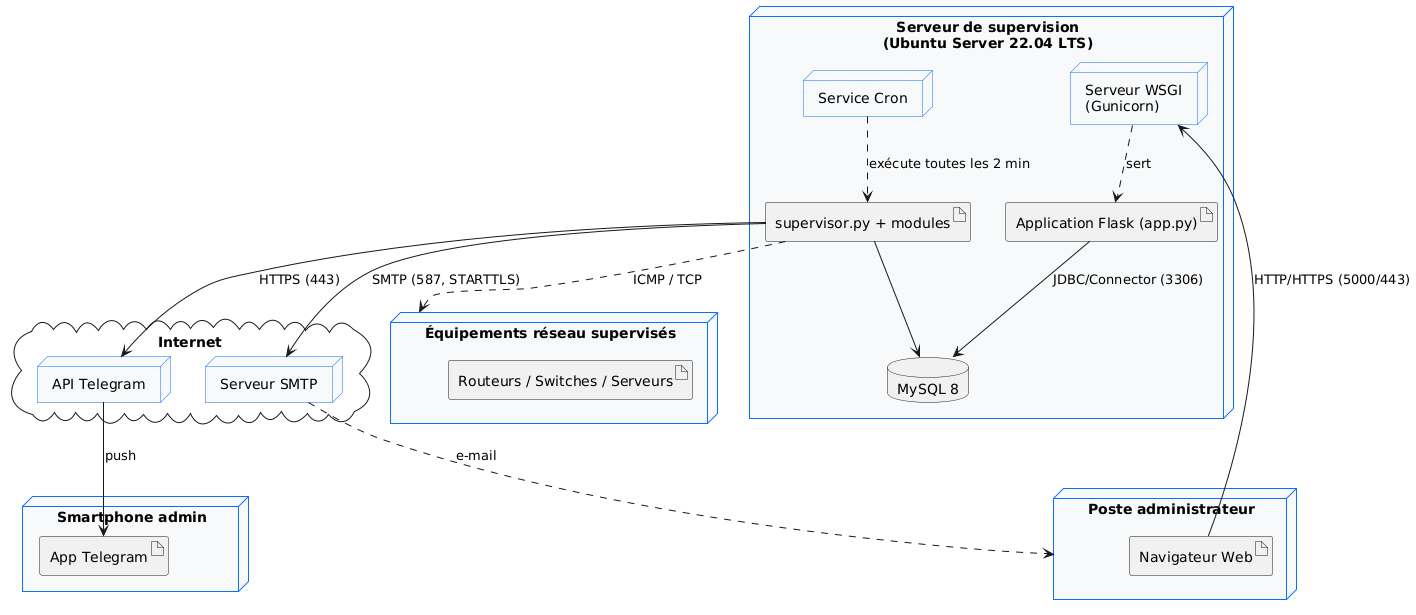 Serveur de supervision
(Ubuntu Server 22.04 LTS)
Service Cron
Serveur WSGI
(Gunicorn)
exécute toutes les 2 min
sert
supervisor.py + modules
Application Flask (app.py)
HTTPS (443)
SMTP (587, STARTTLS)
ICMP / TCP
JDBC/Connector (3306)
HTTP/HTTPS (5000/443)
Internet
API Telegram
Serveur SMTP
Équipements réseau supervisés
Routeurs / Switches / Serveurs
MySQL 8
push
e-mail
Smartphone admin
App Telegram
Poste administrateur
Navigateur Web